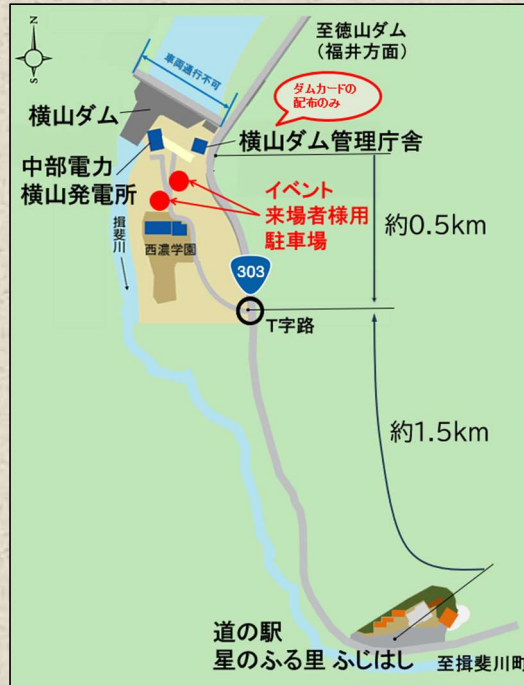 N
S
至徳山ダム
(福井方面)
車両通行不可
ダムカードの
配布のみ
横山ダム
横山ダム管理庁舎
中部電力
横山発電所
イベント
来場者様用
駐車場
約0.5km
揖斐川
西濃学園
303
T字路
約1.5km
道の駅
星のふる里 ふじはし
至揖斐川町